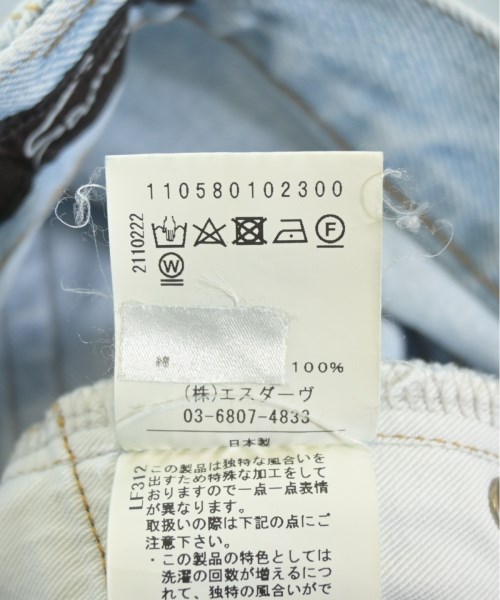 110580102300
2110222
F
W
綿
100%
(株)エスダーヴ
03-6807-4833
日本製
LF312
この製品は独特な風合いを
出すため特殊な加工をして
おりますので一点一点表情
が異なります。
取扱いの際は下記の点にご
注意下さい。
・この製品の特色としては
洗濯の回数が増えるにつ
れて、独特の風合いがで